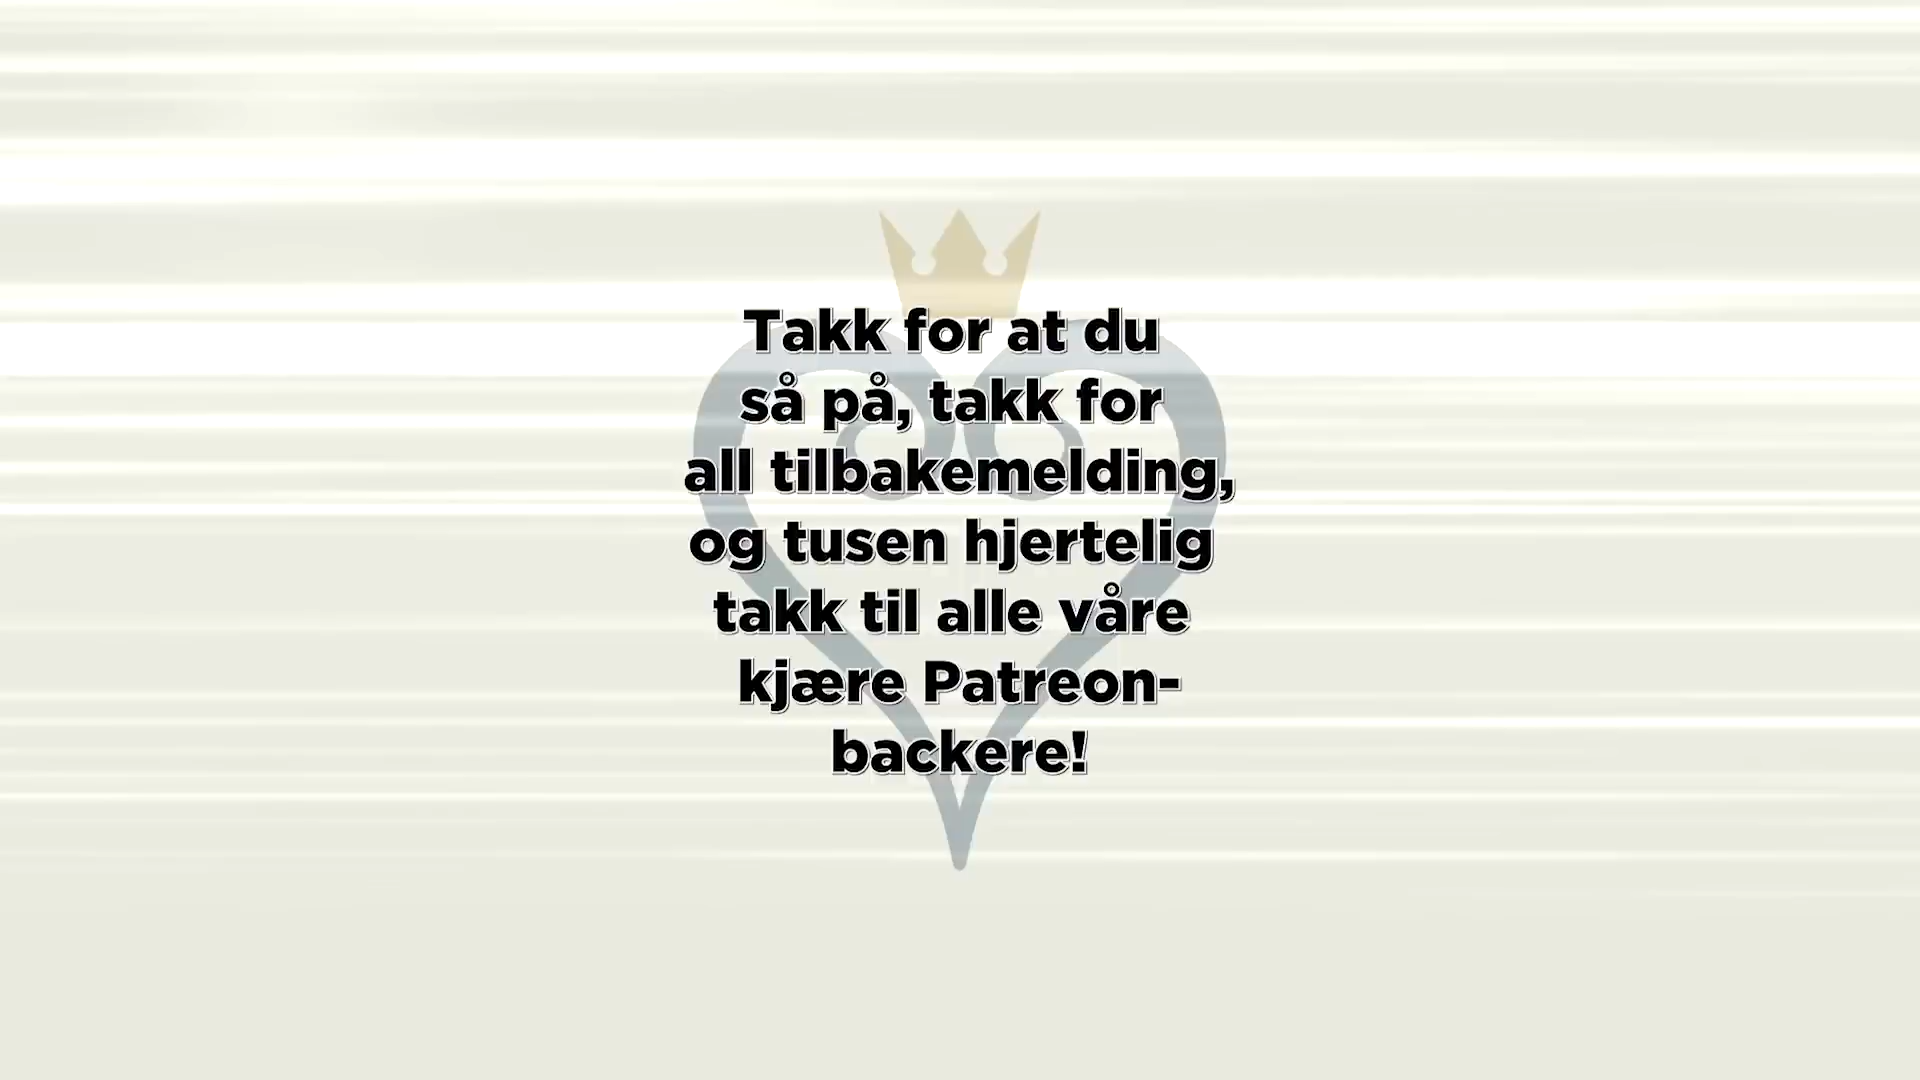 Takk for at du
så på, takk for
all tilbakemelding,
og tusen hjertelig
takk til alle våre
kjære Patreon-
backere!